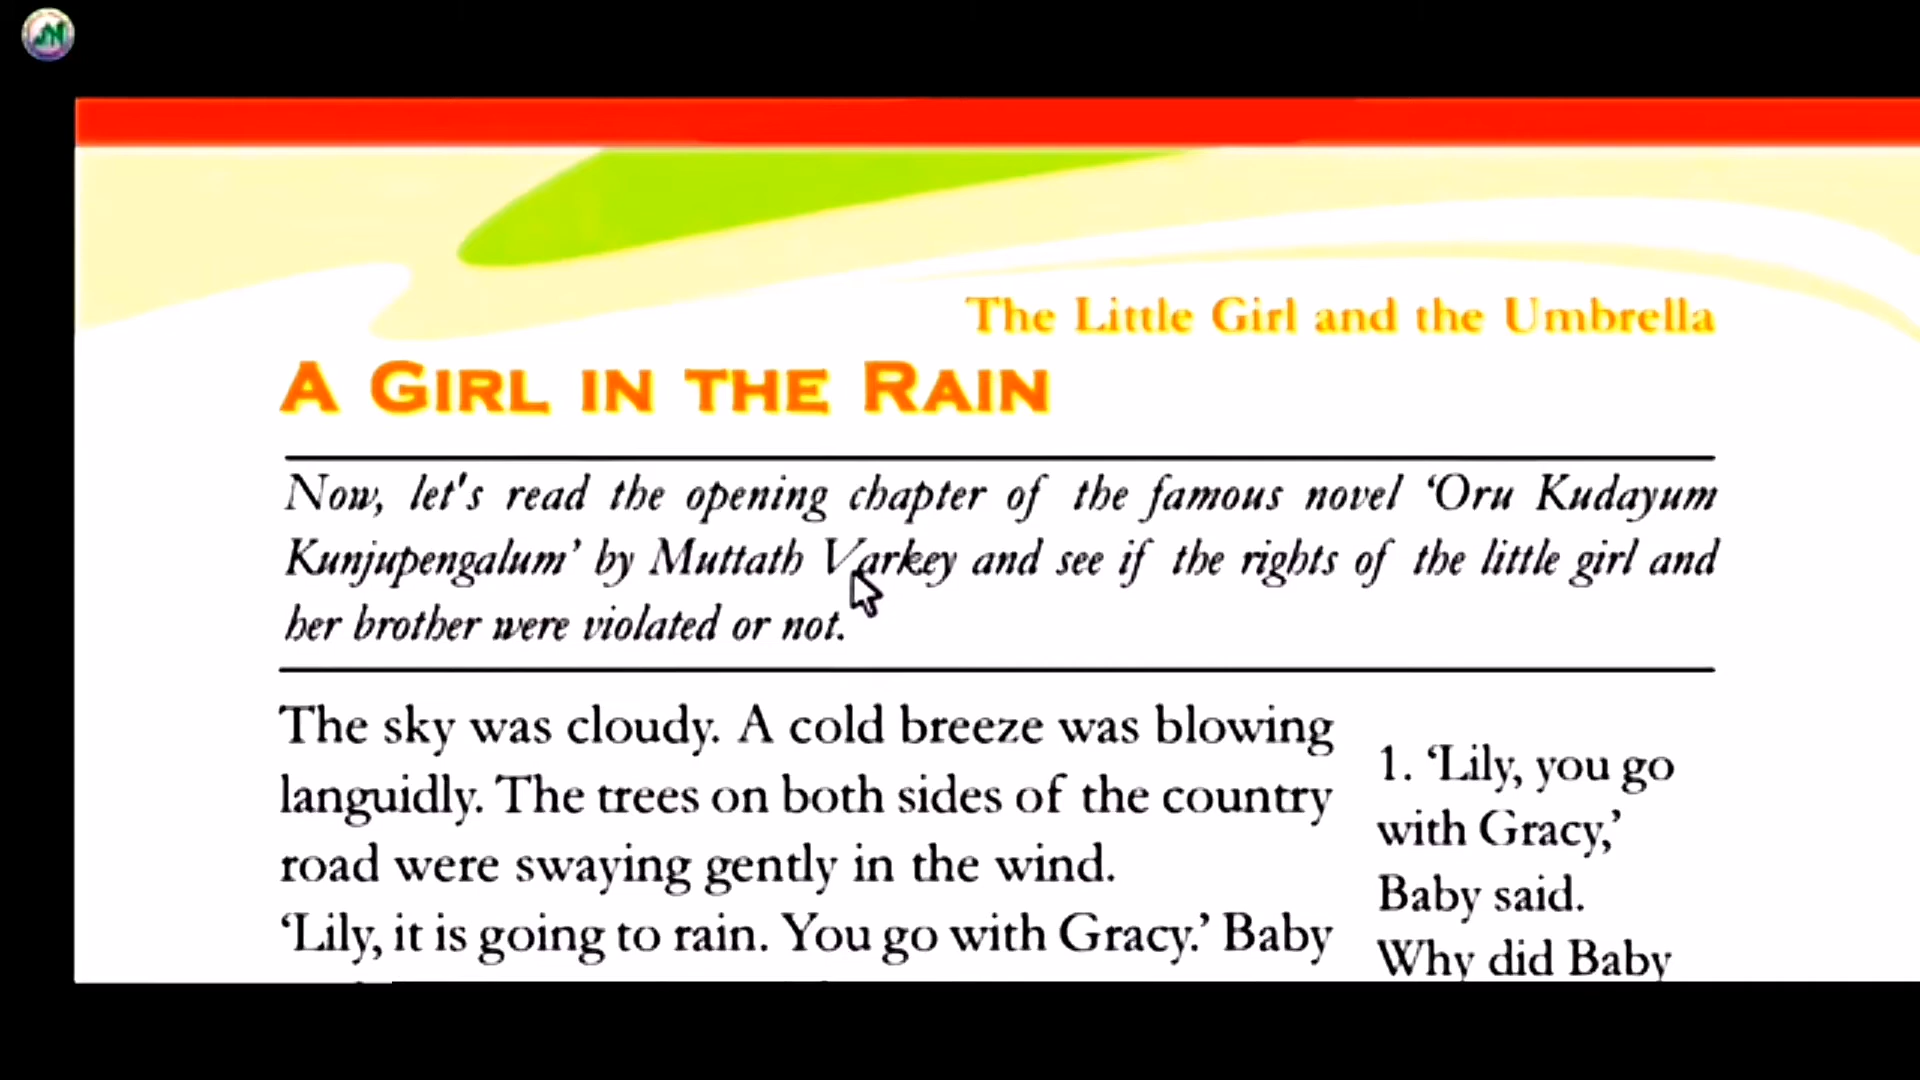 The Little Girl and the Umbrella
A GIRL IN THE RAIN
Now, let's read the opening chapter of the famous novel ‘Oru Kudayum
Kunjupengalum’ by Muttath Varkey and see if the rights of the little girl and
her brother were violated or not.
The sky was cloudy. A cold breeze was blowing
languidly. The trees on both sides of the country
road were swaying gently in the wind.
‘Lily, it is going to rain. You go with Gracy.’ Baby
1. ‘Lily, you go
with Gracy,’
Baby said.
Why did Baby